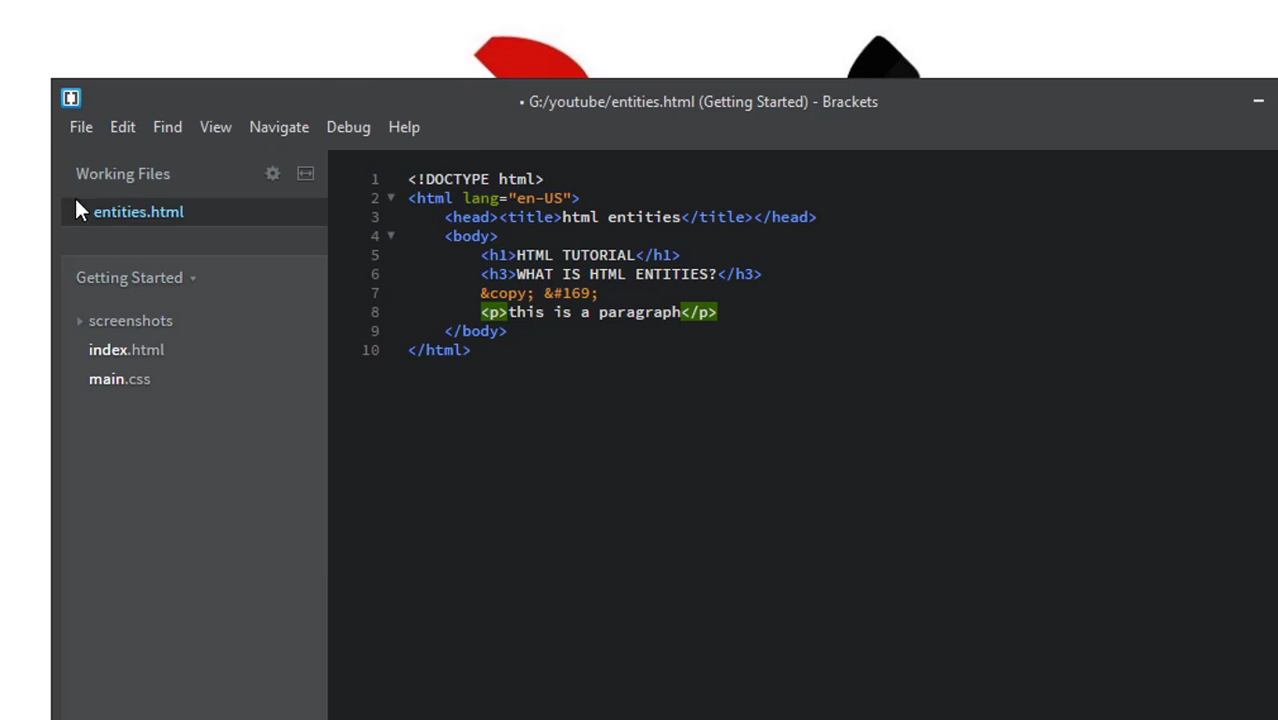 • G:/youtube/entities.html (Getting Started) - Brackets
File Edit Find View Navigate Debug Help
Working Files
entities.html
Getting Started
screenshots
index.html
main.css
1 <!DOCTYPE html>
2 <html lang="en-US">
3 <head><title>html entities</title></head>
4 <body>
5 <h1>HTML TUTORIAL</h1>
6 <h3>WHAT IS HTML ENTITIES?</h3>
7 &copy; &#169;
8 <p>this is a paragraph</p>
9 </body>
10 </html>